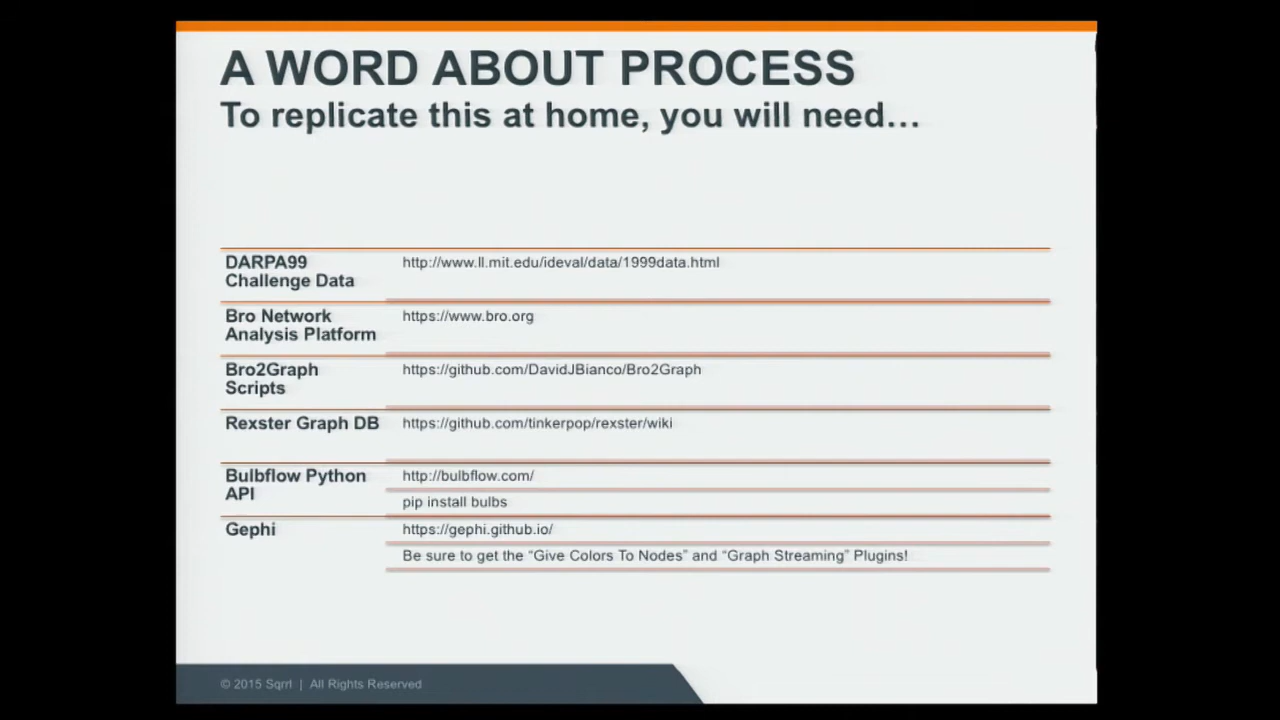 A WORD ABOUT PROCESS
To replicate this at home, you will need…
DARPA99
Challenge Data
http://www.ll.mit.edu/ideval/data/1999data.html
Bro Network
Analysis Platform
https://www.bro.org
Bro2Graph
Scripts
https://github.com/DavidJBianco/Bro2Graph
Rexster Graph DB
https://github.com/tinkerpop/rexster/wiki
Bulbflow Python
API
http://bulbflow.com/
pip install bulbs
Gephi
https://gephi.github.io/
Be sure to get the “Give Colors To Nodes” and “Graph Streaming” Plugins!
© 2015 Sqrrl | All Rights Reserved